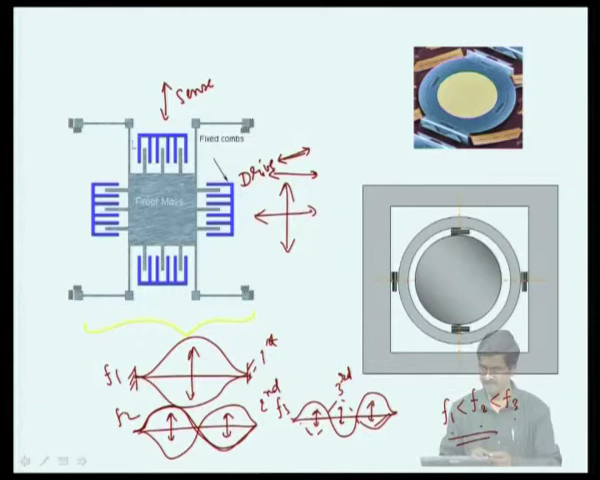 Sense
Fixed combs
Drive
Proof Mass
f1
1st
f2
2nd
f3
3rd
f1 < f2 < f3